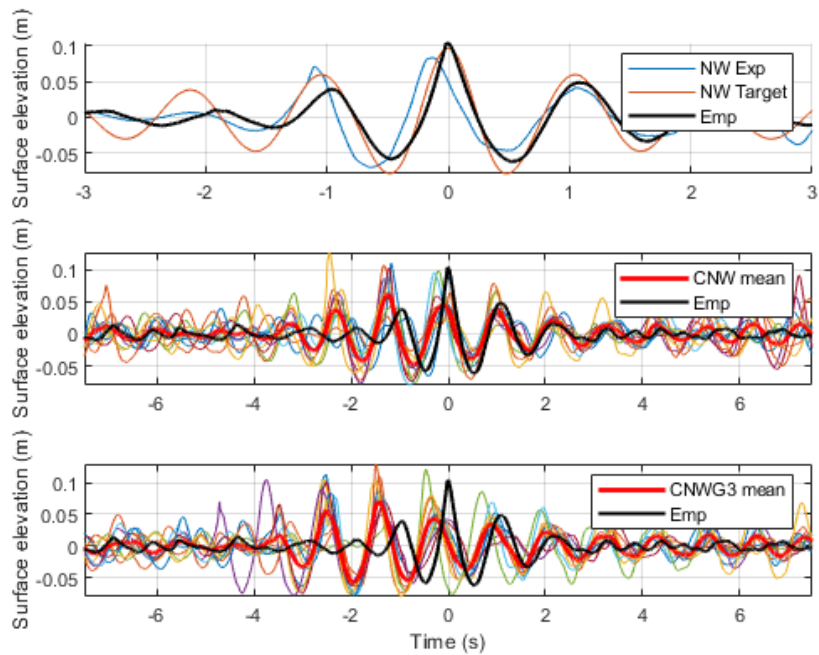 Surface elevation (m)
0.1
0.05
0
-0.05
NW Exp
NW Target
Emp
-3 -2 -1 0 1 2 3
Surface elevation (m)
0.1
0.05
0
-0.05
CNW mean
Emp
-6 -4 -2 0 2 4 6
Surface elevation (m)
0.1
0.05
0
-0.05
CNWG3 mean
Emp
-6 -4 -2 0 2 4 6
Time (s)